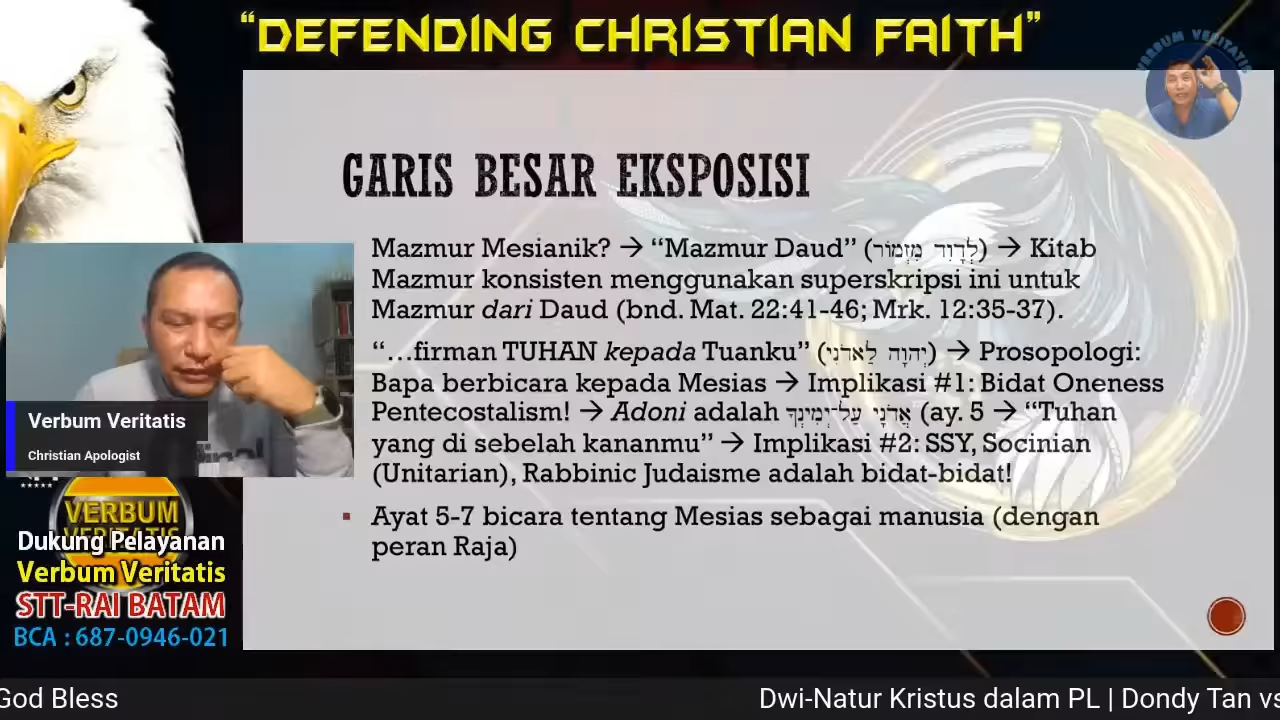 “DEFENDING CHRISTIAN FAITH”
VERBUM VERITATIS
GARIS BESAR EKSPOSISI
Mazmur Mesianik? → “Mazmur Daud” (לְדָוִד מִזְמוֹר) → Kitab
Mazmur konsisten menggunakan superskripsi ini untuk
Mazmur dari Daud (bnd. Mat. 22:41-46; Mrk. 12:35-37).
“…firman TUHAN kepada Tuanku” (יְהוָה לַאדֹנִי) → Prosopologi:
Bapa berbicara kepada Mesias → Implikasi #1: Bidat Oneness
Pentecostalism! → Adoni adalah אֲדֹנָי עַל־יְמִינְךָ (ay. 5 → “Tuhan
yang di sebelah kananmu” → Implikasi #2: SSY, Socinian
(Unitarian), Rabbinic Judaisme adalah bidat-bidat!
▪ Ayat 5-7 bicara tentang Mesias sebagai manusia (dengan
peran Raja)
Verbum Veritatis
Christian Apologist
VERBUM
VERITATIS
Dukung Pelayanan
Verbum Veritatis
STT-RAI BATAM
BCA : 687-0946-021
God Bless
Dwi-Natur Kristus dalam PL | Dondy Tan vs